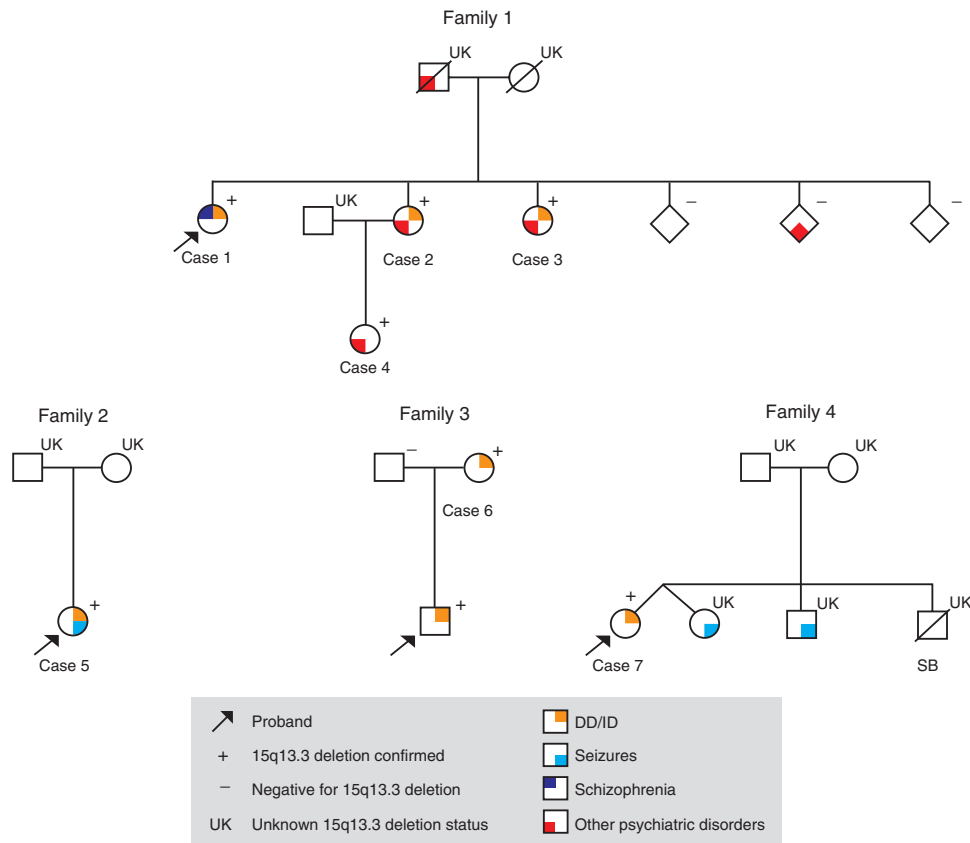 Family 1
UK
UK
+
UK
+
+
−
−
−
Case 1
Case 2
Case 3
+
Case 4
Family 2
Family 3
Family 4
UK
UK
−
+
UK
UK
Case 6
+
+
+
UK
UK
UK
Case 5
Case 7
SB
Proband
+ 15q13.3 deletion confirmed
− Negative for 15q13.3 deletion
UK Unknown 15q13.3 deletion status
DD/ID
Seizures
Schizophrenia
Other psychiatric disorders